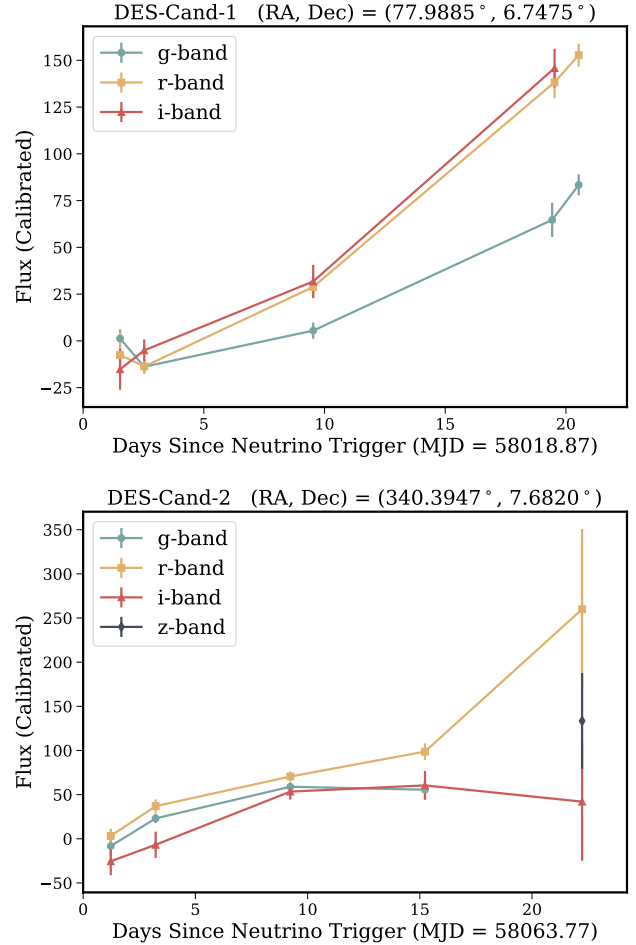 DES-Cand-1 (RA, Dec) = (77.9885°, 6.7475°)
g-band
r-band
i-band
150
125
100
75
50
25
0
−25
Flux (Calibrated)
0 5 10 15 20
Days Since Neutrino Trigger (MJD = 58018.87)
DES-Cand-2 (RA, Dec) = (340.3947°, 7.6820°)
g-band
r-band
i-band
z-band
350
300
250
200
150
100
50
0
−50
Flux (Calibrated)
0 5 10 15 20
Days Since Neutrino Trigger (MJD = 58063.77)